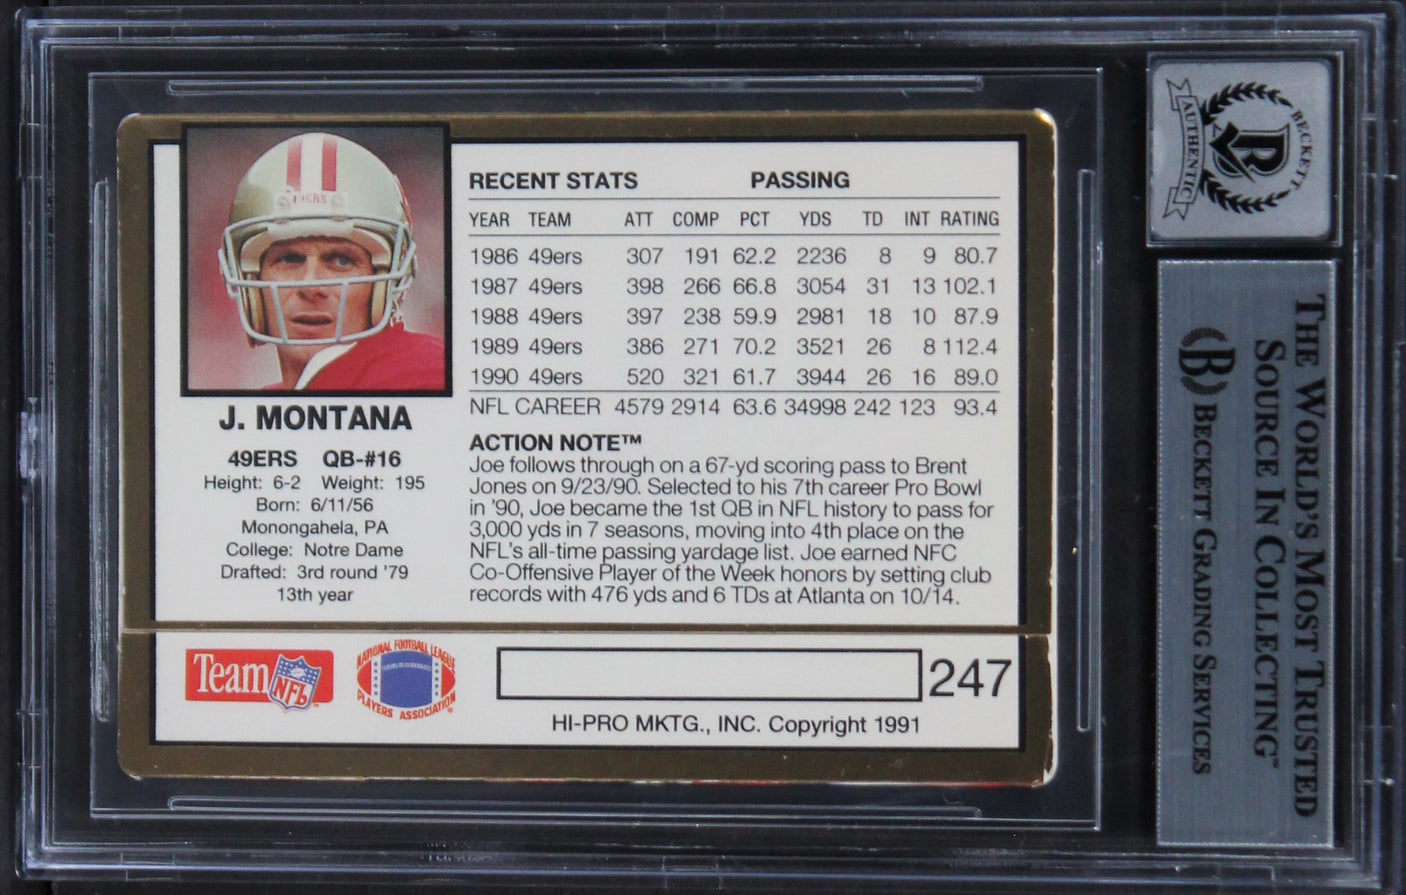 49ERS
RECENT STATS PASSING
YEAR TEAM ATT COMP PCT YDS TD INT RATING
1986 49ers 307 191 62.2 2236 8 9 80.7
1987 49ers 398 266 66.8 3054 31 13 102.1
1988 49ers 397 238 59.9 2981 18 10 87.9
1989 49ers 386 271 70.2 3521 26 8 112.4
1990 49ers 520 321 61.7 3944 26 16 89.0
NFL CAREER 4579 2914 63.6 34998 242 123 93.4
J. MONTANA
49ERS QB-#16
Height: 6-2 Weight: 195
Born: 6/11/56
Monongahela, PA
College: Notre Dame
Drafted: 3rd round '79
13th year
ACTION NOTE™
Joe follows through on a 67-yd scoring pass to Brent
Jones on 9/23/90. Selected to his 7th career Pro Bowl
in '90, Joe became the 1st QB in NFL history to pass for
3,000 yds in 7 seasons, moving into 4th place on the
NFL's all-time passing yardage list. Joe earned NFC
Co-Offensive Player of the Week honors by setting club
records with 476 yds and 6 TDs at Atlanta on 10/14.
Team NFL™
NATIONAL FOOTBALL LEAGUE
PLAYERS ASSOCIATION
247
HI-PRO MKTG., INC. Copyright 1991
BECKETT
AUTHENTIC
THE WORLD'S MOST TRUSTED
SOURCE IN COLLECTING™
B BECKETT GRADING SERVICES